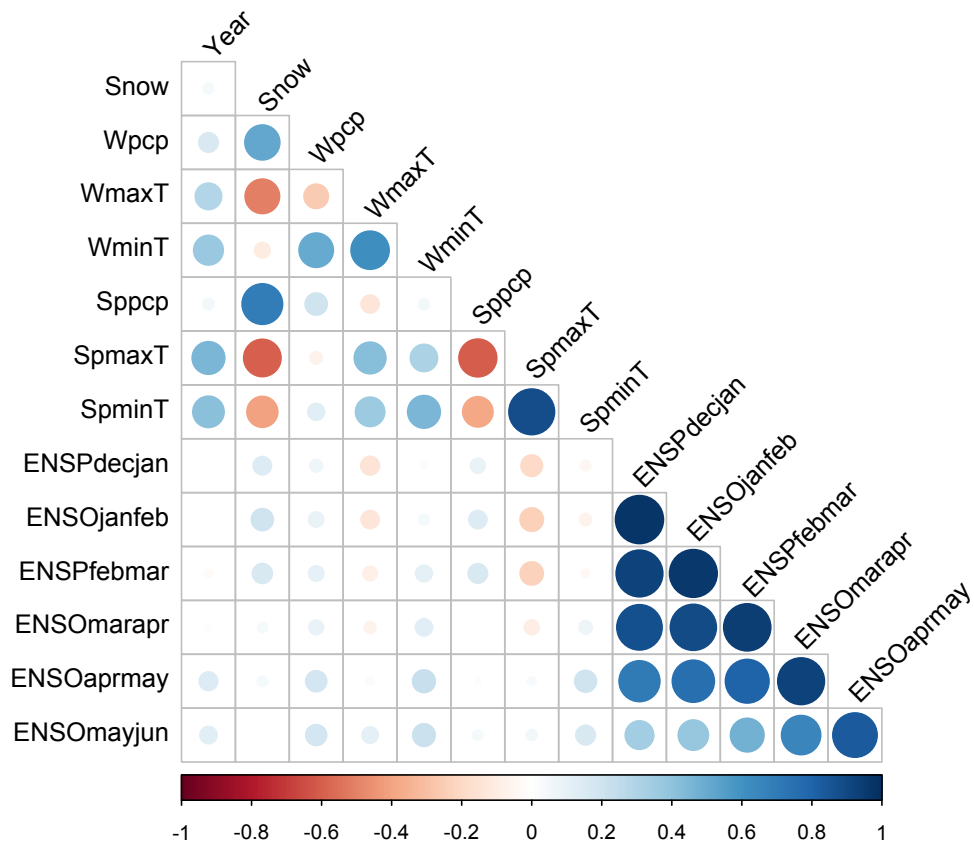 Year
Snow
Snow
Wpcp
Wpcp
WmaxT
WmaxT
WminT
WminT
Sppcp
Sppcp
SpmaxT
SpmaxT
SpminT
SpminT
ENSPdecjan
ENSPdecjan
ENSOjanfeb
ENSOjanfeb
ENSPfebmar
ENSPfebmar
ENSOmarapr
ENSOmarapr
ENSOaprmay
ENSOaprmay
ENSOmayjun
-1 -0.8 -0.6 -0.4 -0.2 0 0.2 0.4 0.6 0.8 1